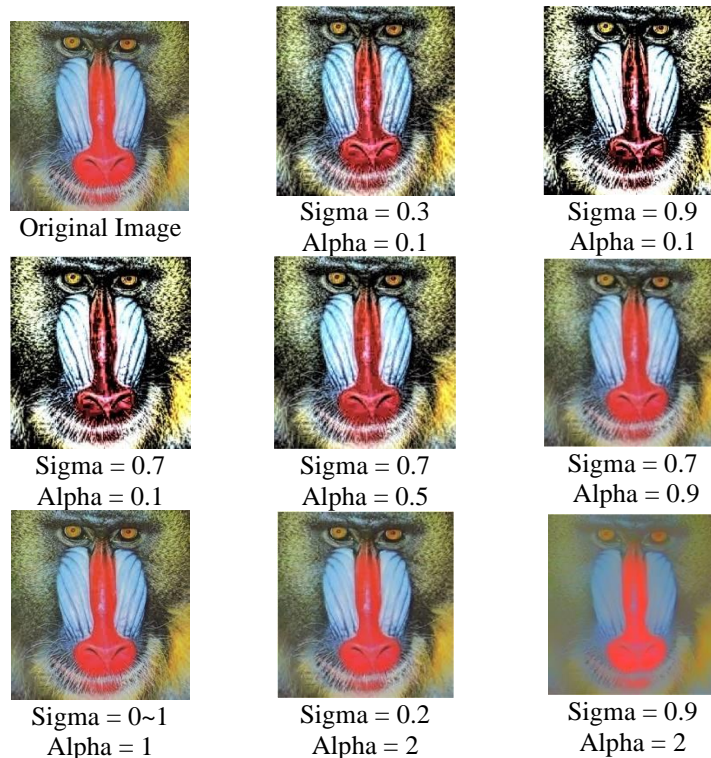 Original Image
Sigma = 0.3
Alpha = 0.1
Sigma = 0.9
Alpha = 0.1
Sigma = 0.7
Alpha = 0.1
Sigma = 0.7
Alpha = 0.5
Sigma = 0.7
Alpha = 0.9
Sigma = 0~1
Alpha = 1
Sigma = 0.2
Alpha = 2
Sigma = 0.9
Alpha = 2